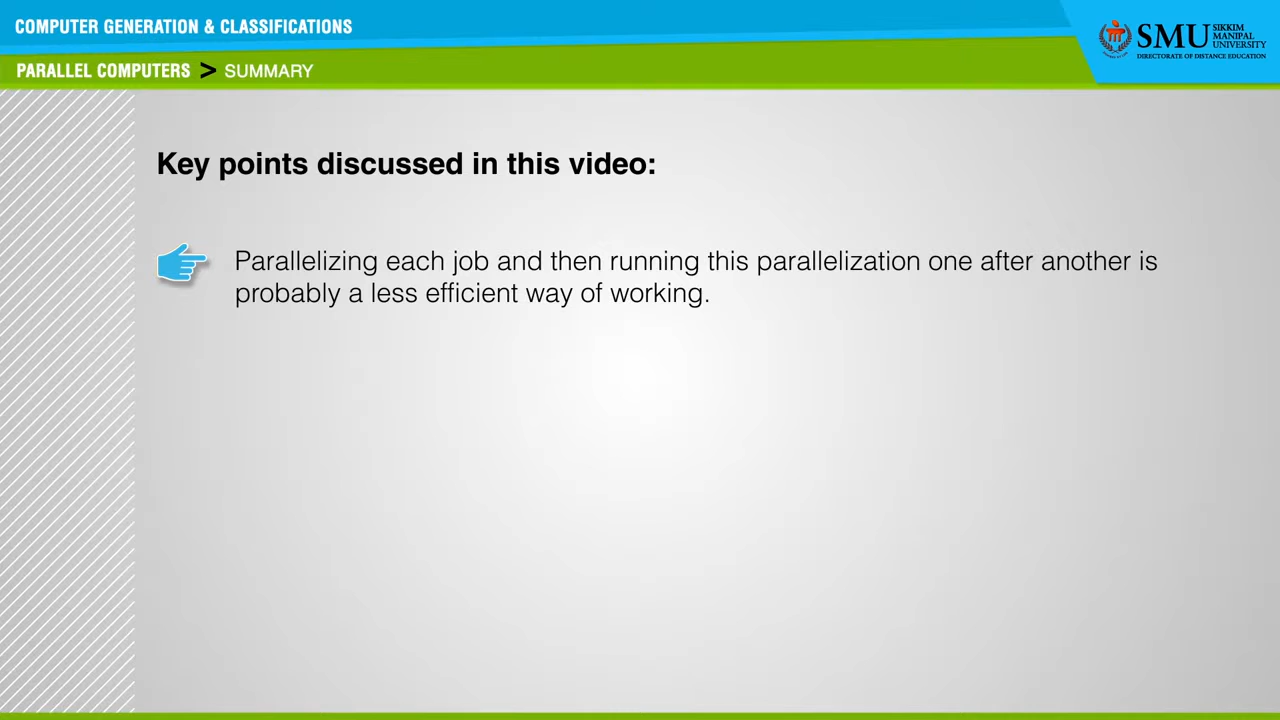 COMPUTER GENERATION & CLASSIFICATIONS
PARALLEL COMPUTERS > SUMMARY
SMU SIKKIM MANIPAL UNIVERSITY
DIRECTORATE OF DISTANCE EDUCATION
Key points discussed in this video:
Parallelizing each job and then running this parallelization one after another is
probably a less efficient way of working.